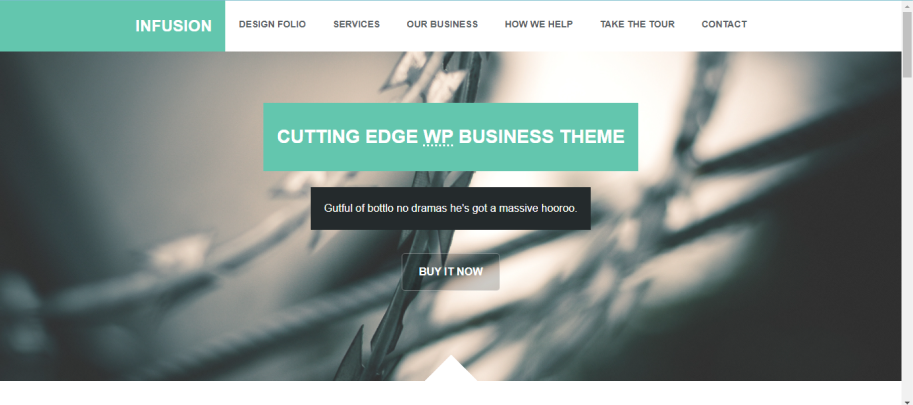 INFUSION
DESIGN FOLIO SERVICES OUR BUSINESS HOW WE HELP TAKE THE TOUR CONTACT
CUTTING EDGE WP BUSINESS THEME
Gutful of bottlo no dramas he's got a massive hooroo.
BUY IT NOW